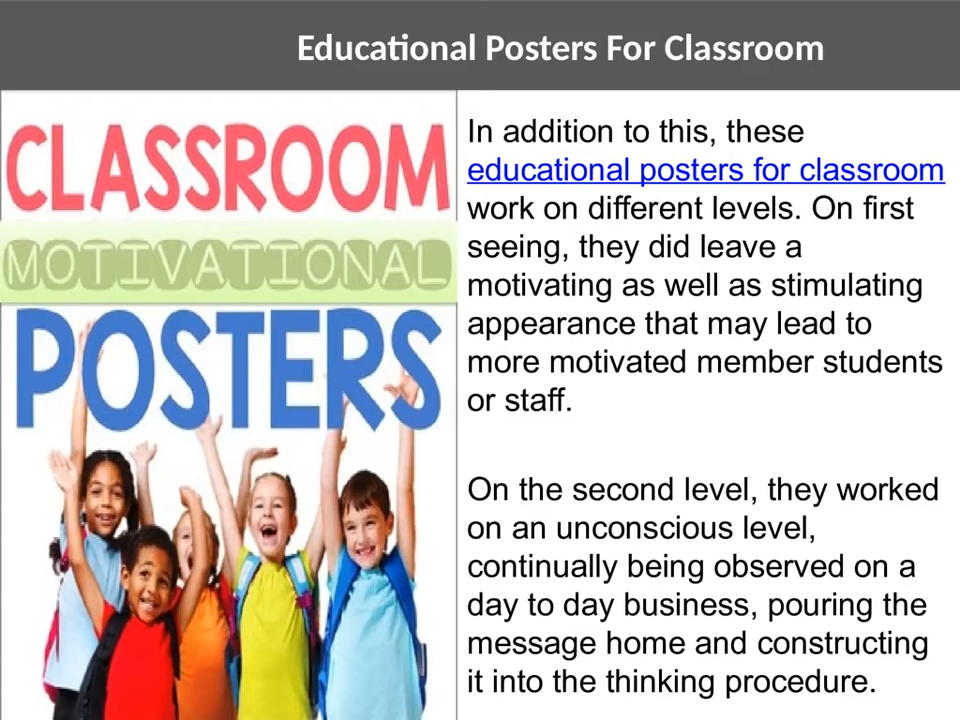 Educational Posters For Classroom
CLASSROOM
MOTIVATIONAL
POSTERS
In addition to this, these
educational posters for classroom
work on different levels. On first
seeing, they did leave a
motivating as well as stimulating
appearance that may lead to
more motivated member students
or staff.
On the second level, they worked
on an unconscious level,
continually being observed on a
day to day business, pouring the
message home and constructing
it into the thinking procedure.